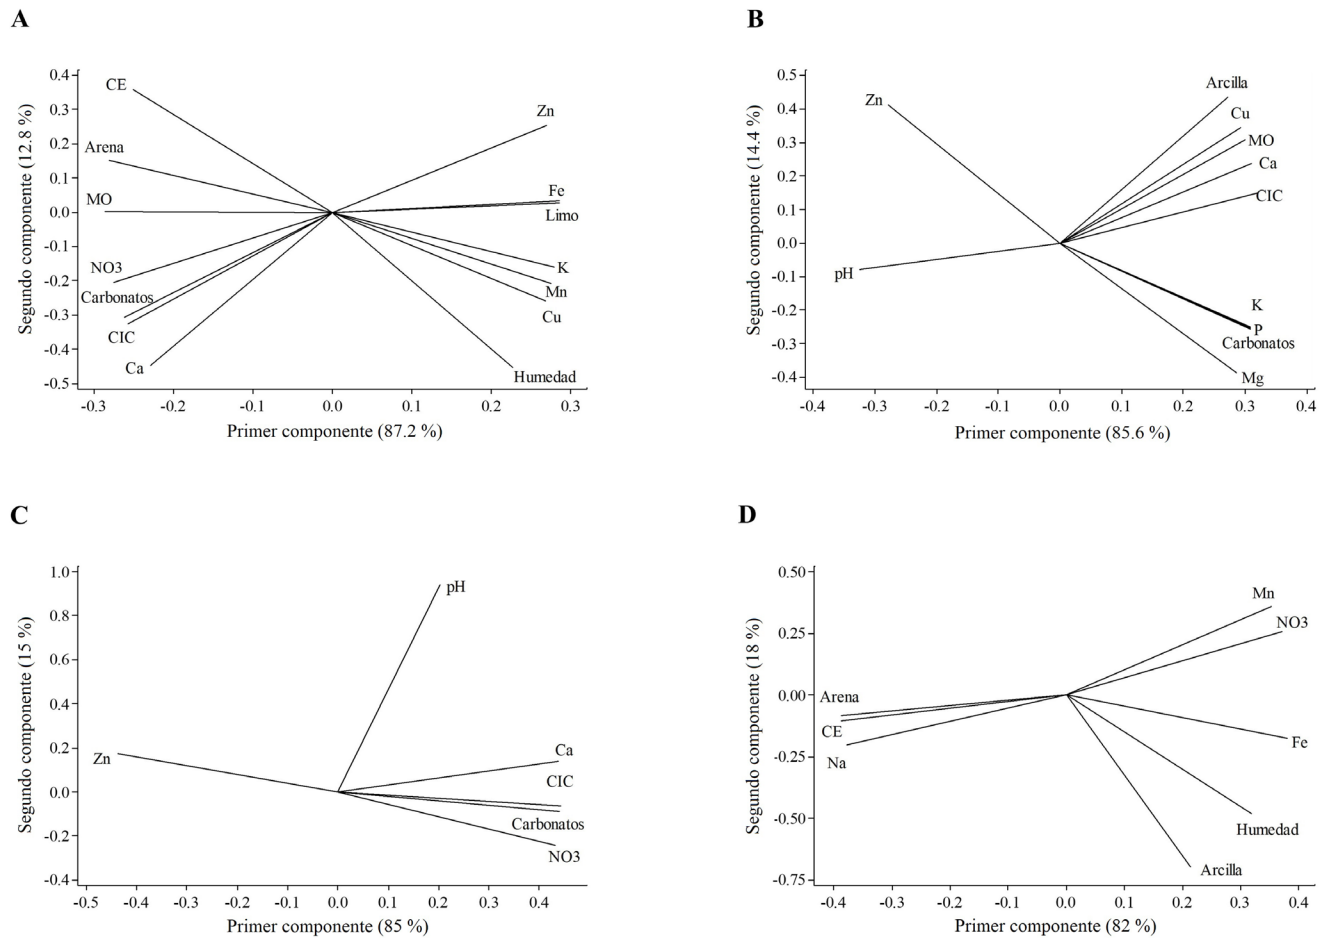 A
Segundo componente (12.8 %)
0.4
0.3
0.2
0.1
0.0
-0.1
-0.2
-0.3
-0.4
-0.5
CE
Zn
Arena
Fe
MO
Limo
NO3
K
Carbonatos
Mn
Cu
CIC
Ca
Humedad
-0.3 -0.2 -0.1 0.0 0.1 0.2 0.3
Primer componente (87.2 %)
B
Segundo componente (14.4 %)
0.5
0.4
0.3
0.2
0.1
0.0
-0.1
-0.2
-0.3
-0.4
Arcilla
Zn
Cu
MO
Ca
CIC
pH
K
P
Carbonatos
Mg
-0.4 -0.3 -0.2 -0.1 0.0 0.1 0.2 0.3 0.4
Primer componente (85.6 %)
C
Segundo componente (15 %)
1.0
0.8
0.6
0.4
0.2
0.0
-0.2
-0.4
pH
Ca
Zn
CIC
Carbonatos
NO3
-0.5 -0.4 -0.3 -0.2 -0.1 0.0 0.1 0.2 0.3 0.4
Primer componente (85 %)
D
Segundo componente (18 %)
0.50
0.25
0.00
-0.25
-0.50
-0.75
Mn
NO3
Arena
CE
Fe
Na
Humedad
Arcilla
-0.4 -0.3 -0.2 -0.1 0.0 0.1 0.2 0.3 0.4
Primer componente (82 %)